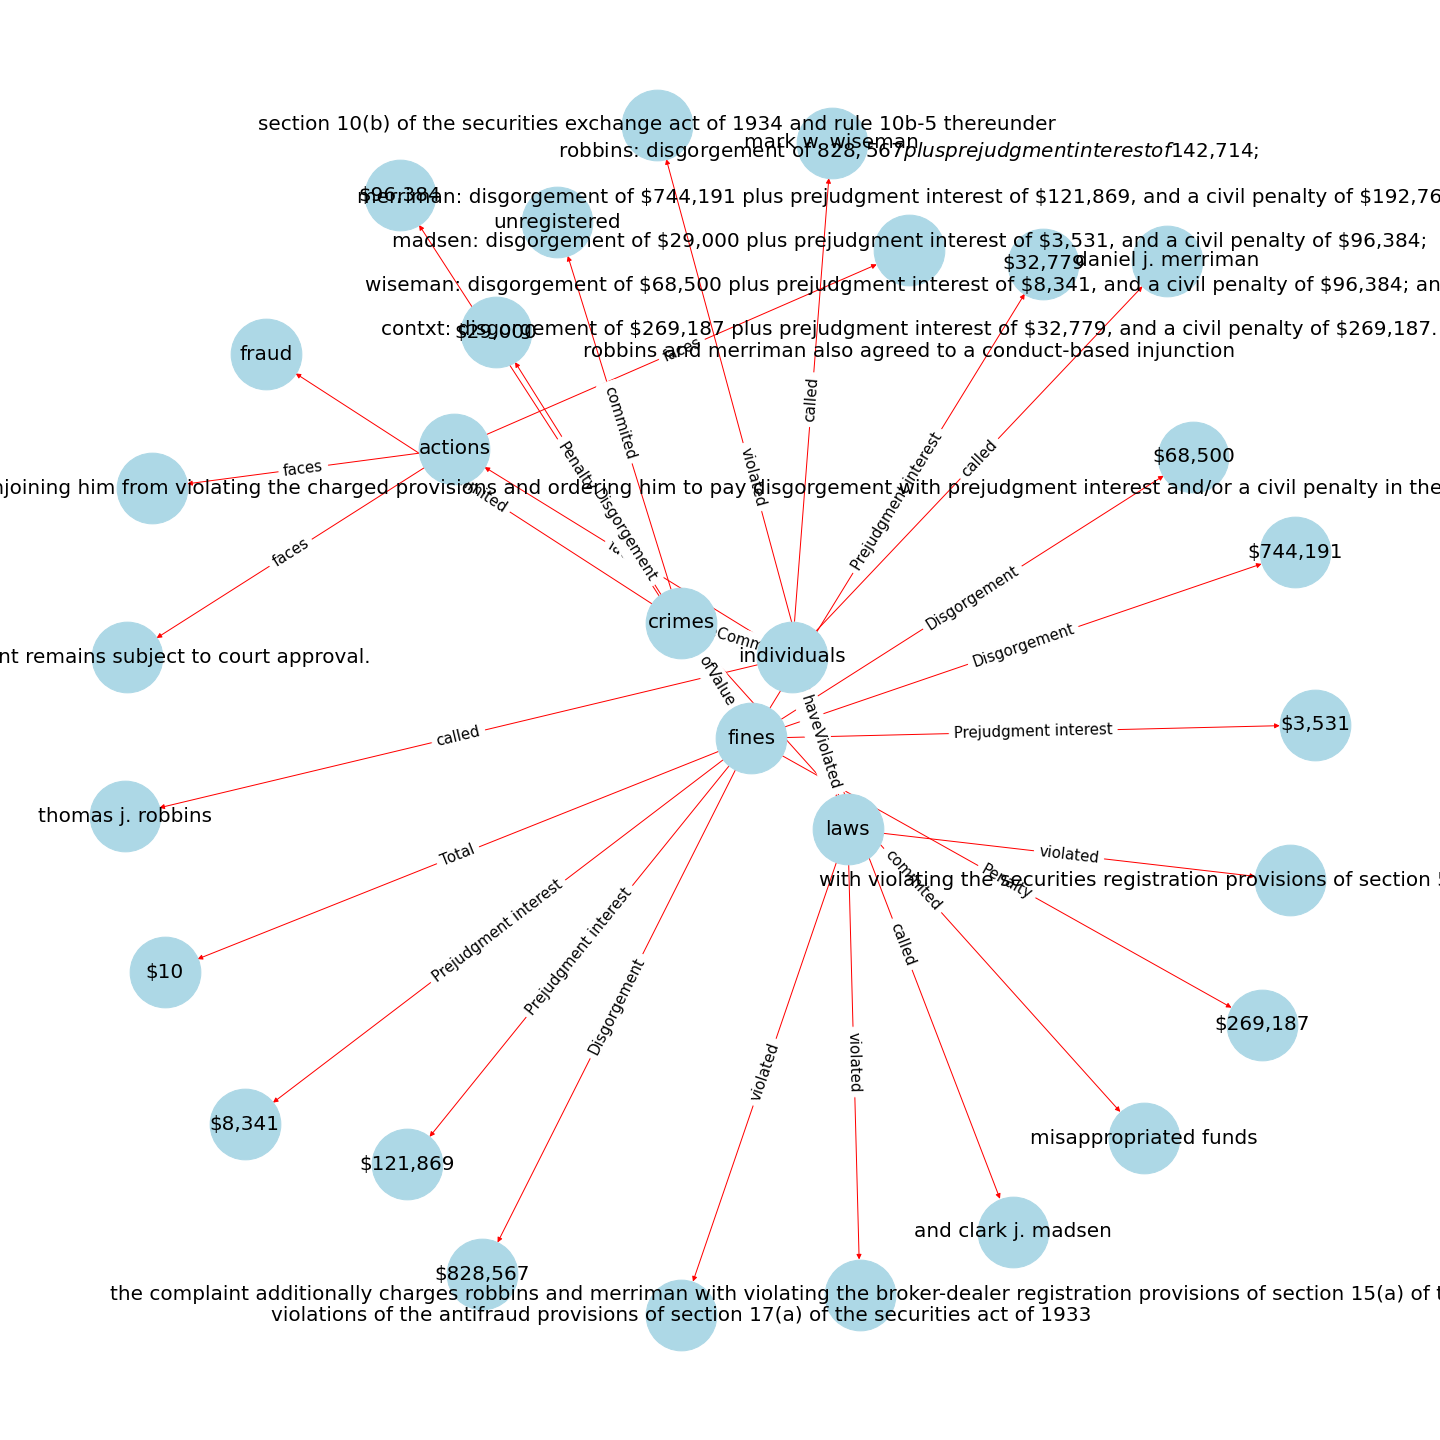 section 10(b) of the securities exchange act of 1934 and rule 10b-5 thereunder
mark w. wiseman
robbins: disgorgement of 828,567plusprejudgmentinterestof142,714;
$96,384
merriman: disgorgement of $744,191 plus prejudgment interest of $121,869, and a civil penalty of $192,76
unregistered
madsen: disgorgement of $29,000 plus prejudgment interest of $3,531, and a civil penalty of $96,384;
$32,779
daniel j. merriman
wiseman: disgorgement of $68,500 plus prejudgment interest of $8,341, and a civil penalty of $96,384; an
contxt: disgorgement of $269,187 plus prejudgment interest of $32,779, and a civil penalty of $269,187.
$29,000
robbins and merriman also agreed to a conduct-based injunction
fraud
faces
called
commited
actions
$68,500
called
faces
violated
Penalty
Prejudgment interest
njoining him from violating the charged provisions and ordering him to pay disgorgement with prejudgment interest and/or a civil penalty in the
Disgorgement
$744,191
faces
Disgorgement
crimes
Disgorgement
individuals
nt remains subject to court approval.
ofValue
haveViolated
$3,531
Prejudgment interest
called
fines
thomas j. robbins
laws
Total
violated
Penalty
commited
with violating the securities registration provisions of section 5
Prejudgment interest
Prejudgment interest
called
$10
Disgorgement
$269,187
violated
violated
$8,341
misappropriated funds
$121,869
and clark j. madsen
$828,567
the complaint additionally charges robbins and merriman with violating the broker-dealer registration provisions of section 15(a) of t
violations of the antifraud provisions of section 17(a) of the securities act of 1933